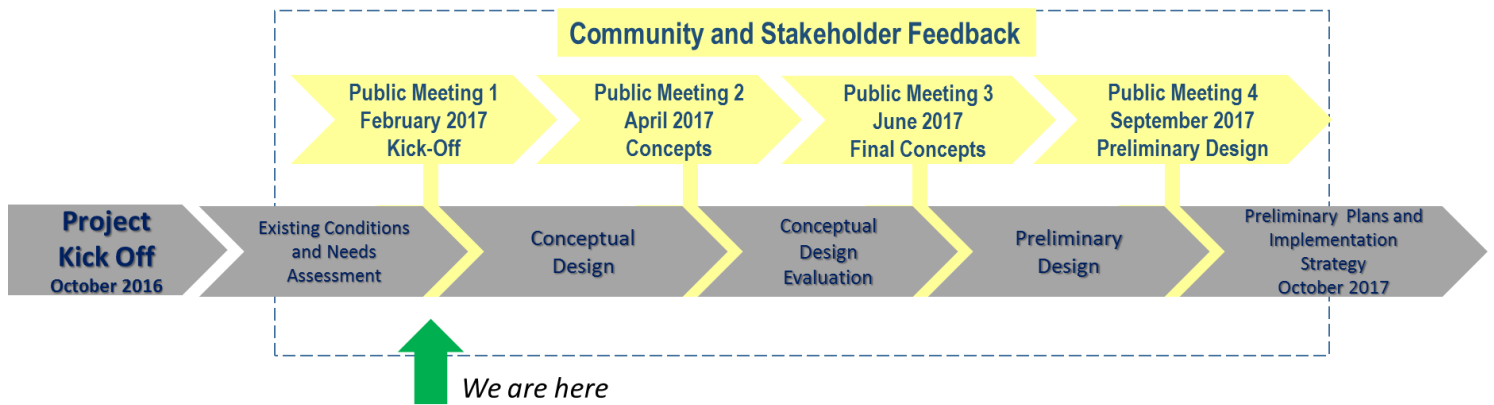 Community and Stakeholder Feedback
Public Meeting 1
February 2017
Kick-Off
Public Meeting 2
April 2017
Concepts
Public Meeting 3
June 2017
Final Concepts
Public Meeting 4
September 2017
Preliminary Design
Project
Kick Off
October 2016
Existing Conditions
and Needs
Assessment
Conceptual
Design
Conceptual
Design
Evaluation
Preliminary
Design
Preliminary Plans and
Implementation
Strategy
October 2017
We are here